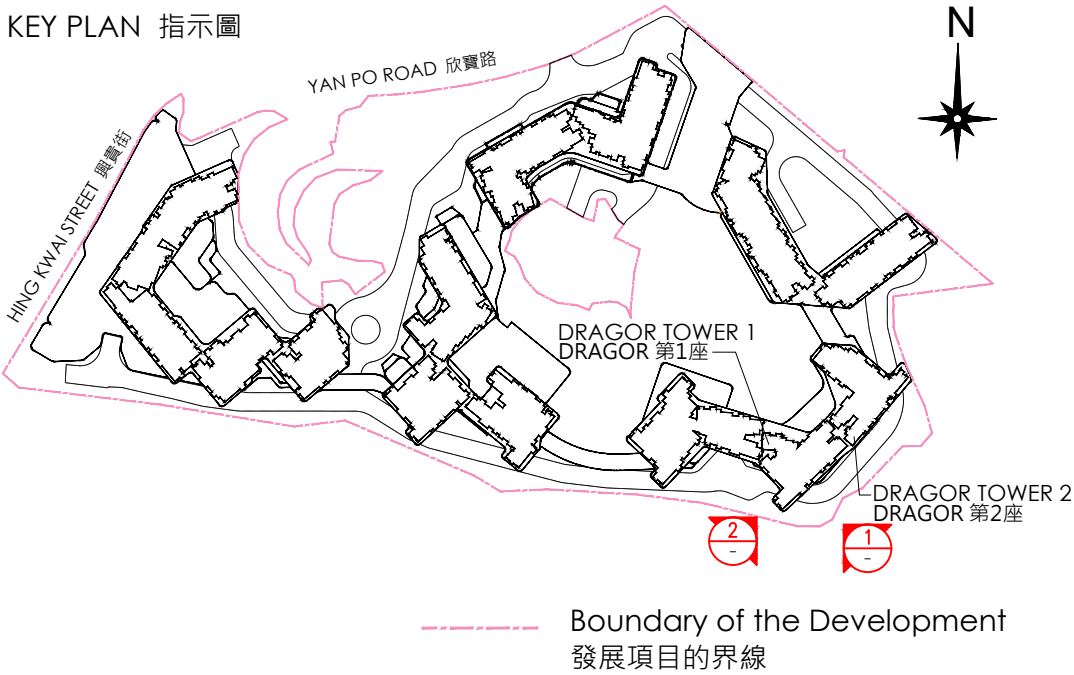 KEY PLAN 指示圖
N
YAN PO ROAD 欣寶路
HING KWAI STREET 興貴街
DRAGOR TOWER 1
DRAGOR 第1座
DRAGOR TOWER 2
DRAGOR 第2座
2
-
1
-
Boundary of the Development
發展項目的界線